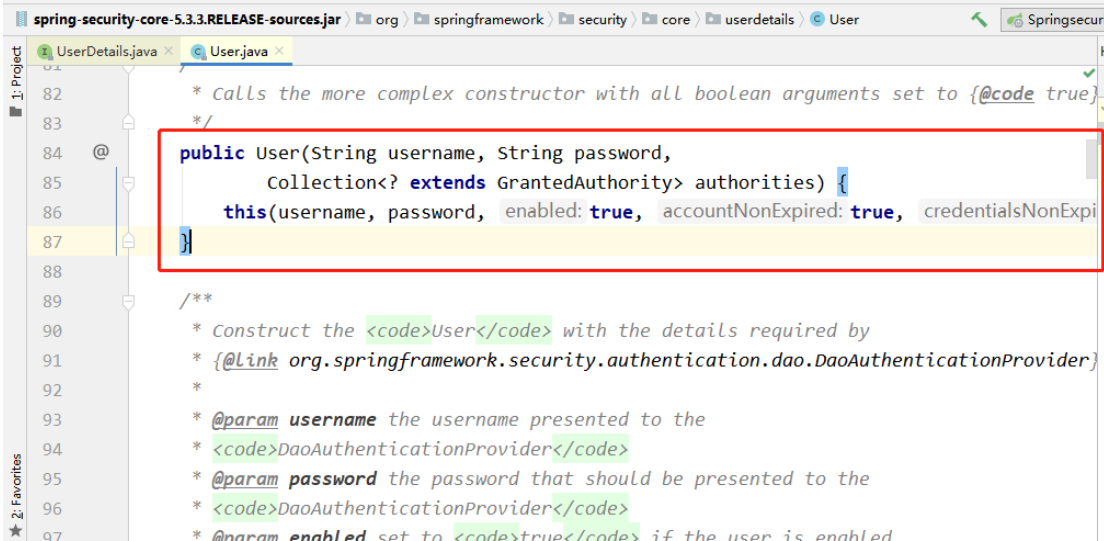 spring-security-core-5.3.3.RELEASE-sources.jar org springframework security core userdetails User Springsecur
UserDetails.java User.java
1: Project
81 /
82 * Calls the more complex constructor with all boolean arguments set to {@code true}
83 */
84 @ public User(String username, String password,
85 Collection<? extends GrantedAuthority> authorities) {
86 this(username, password, enabled: true, accountNonExpired: true, credentialsNonExpi
87 }
88
89 /**
90 * Construct the <code>User</code> with the details required by
91 * {@link org.springframework.security.authentication.dao.DaoAuthenticationProvider}
92 *
93 * @param username the username presented to the
94 * <code>DaoAuthenticationProvider</code>
95 * @param password the password that should be presented to the
96 * <code>DaoAuthenticationProvider</code>
97 * @param enabled set to <code>true</code> if the user is enabled
2: Favorites